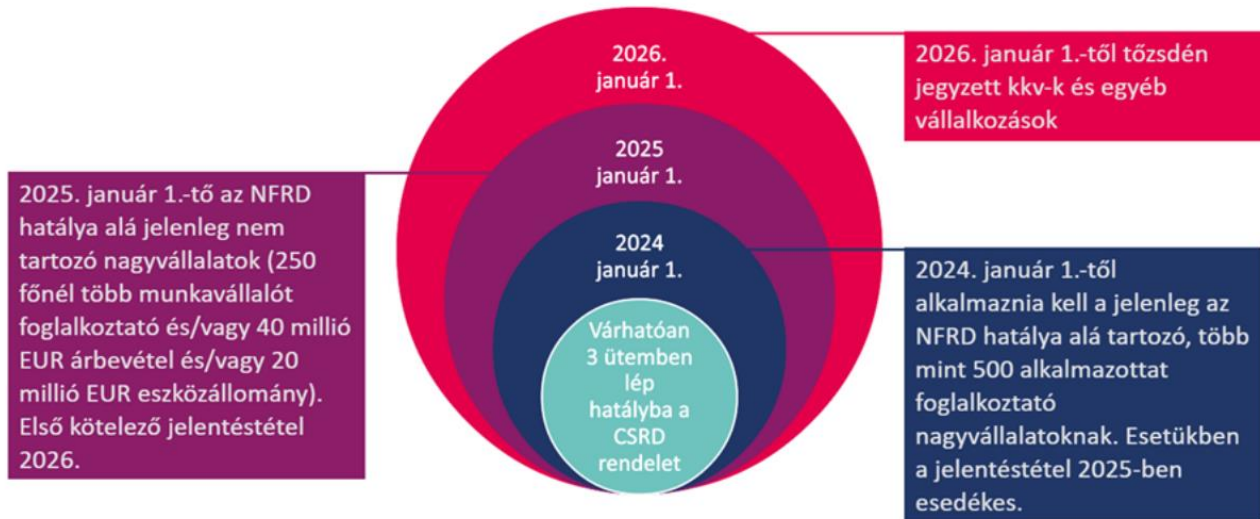 2026.
január 1.
2026. január 1.-től tőzsdén
jegyzett kkv-k és egyéb
vállalkozások
2025
január 1.
2025. január 1.-tő az NFRD
hatálya alá jelenleg nem
tartozó nagyvállalatok (250
főnél több munkavállalót
foglalkoztató és/vagy 40 millió
EUR árbevétel és/vagy 20
millió EUR eszközállomány).
Első kötelező jelentéstétel
2026.
2024
január 1.
2024. január 1.-től
alkalmaznia kell a jelenleg az
NFRD hatálya alá tartozó, több
mint 500 alkalmazottat
foglalkoztató
nagyvállalatoknak. Esetükben
a jelentéstétel 2025-ben
esedékes.
Várhatóan
3 ütemben
lép
hatályba a
CSRD
rendelet